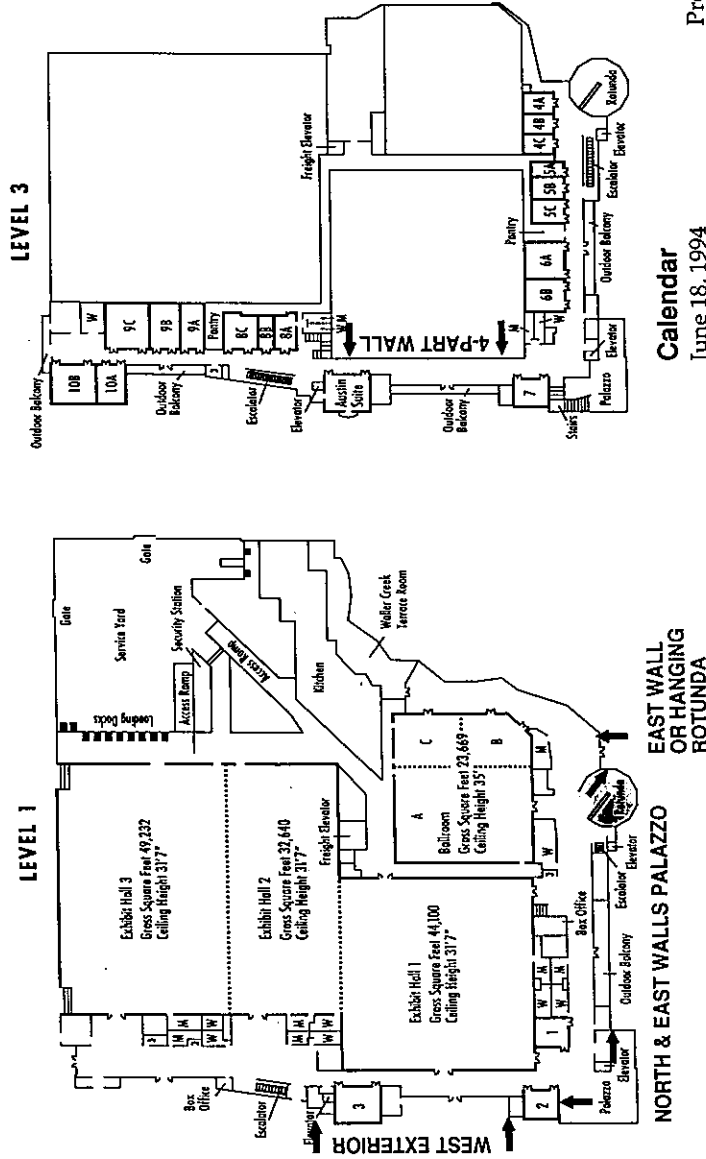 LEVEL 1
Gate
Gate
Service Yard
Security Station
Loading Docks
Access Ramp
Access Ramp
Kitchen
Waller Creek
Terrace Room
Exhibit Hall 3
Gross Square Feet 49,232
Ceiling Height 31'7"
Exhibit Hall 2
Gross Square Feet 32,640
Ceiling Height 31'7"
Freight Elevator
Exhibit Hall 1
Gross Square Feet 44,100
Ceiling Height 31'7"
A
C
B
Ballroom
Gross Square Feet 23,669
Ceiling Height 35'
J
M M
W W
J
M M
W W
Box
Office
Escalator
Elevator
3
2
1
W M
W M
Box Office
W
J
M
Rotunda
Elevator
Escalator
Outdoor Balcony
Elevator
Palazzo
WEST EXTERIOR
NORTH & EAST WALLS PALAZZO
EAST WALL
OR HANGING
ROTUNDA
LEVEL 3
Outdoor Balcony
10B
10A
W
9C
9B
9A
Pantry
8C
8B
8A
W M
J
Outdoor
Balcony
Escalator
Elevator
Austin
Suite
Outdoor
Balcony
7
Stairs
Palazzo
Elevator
4-PART WALL
Freight Elevator
M
W
6B
6A
Pantry
5C
5B
5A
4C
4B
4A
Rotunda
Elevator
Escalator
Outdoor Balcony
Calendar
June 18, 1994